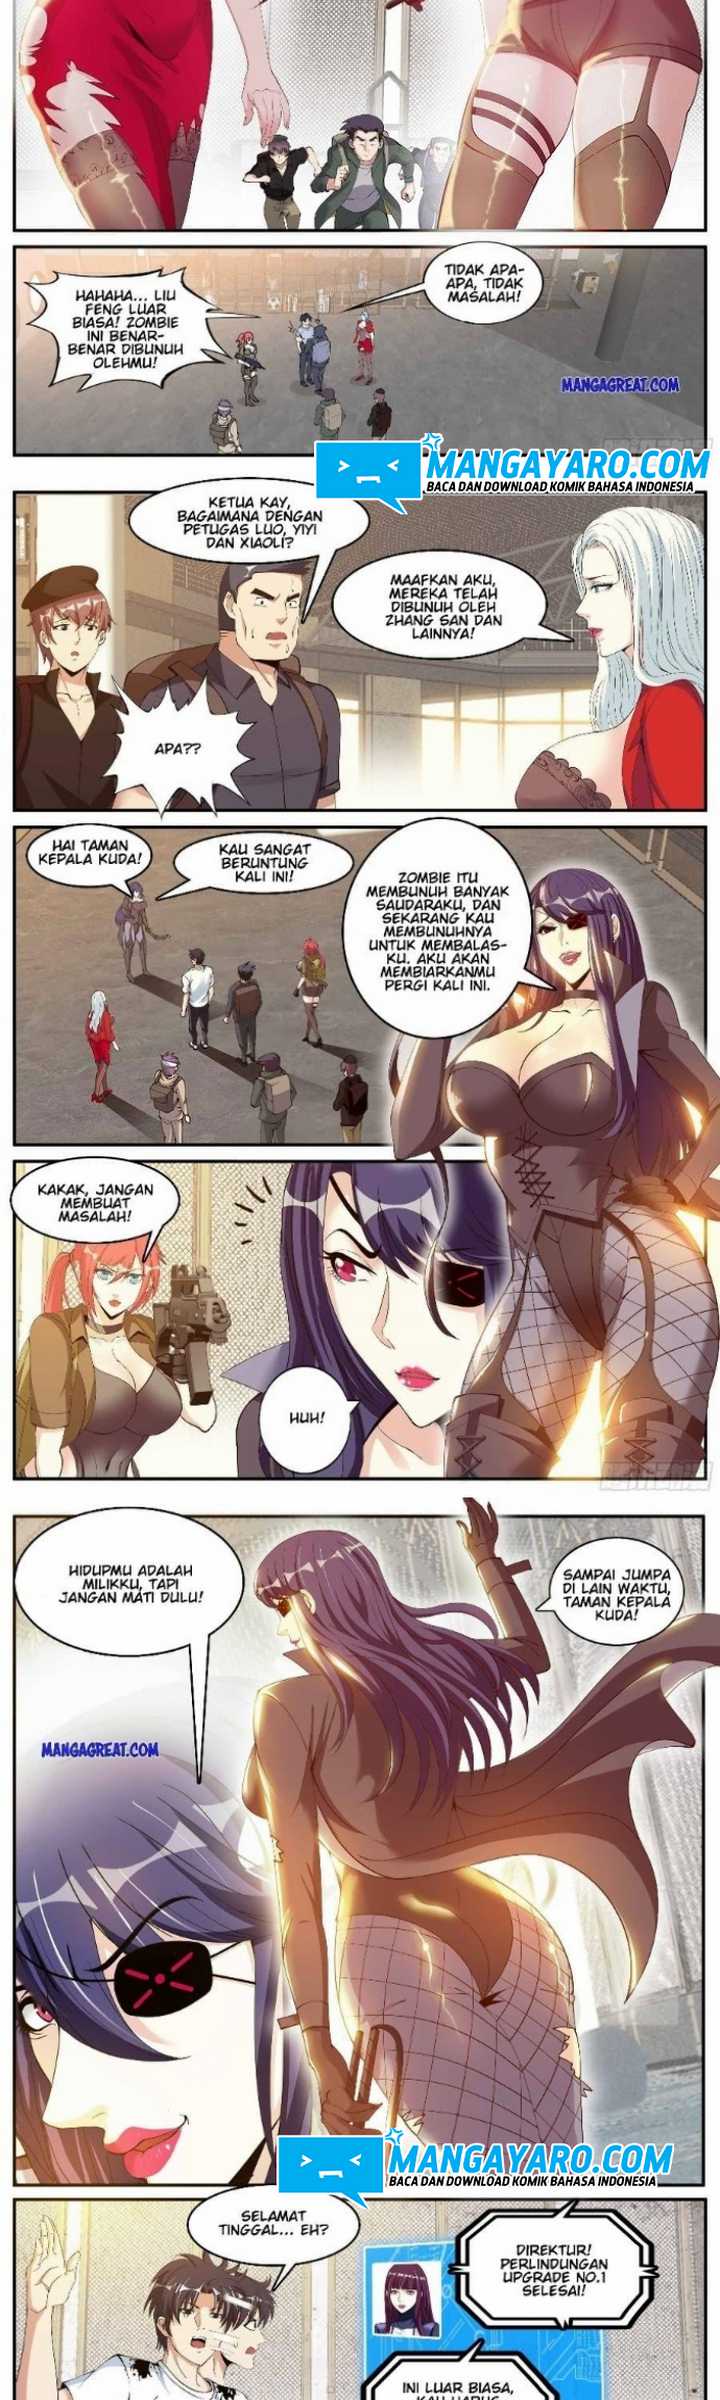 HAHAHA... LIU
FENG LUAR
BIASA! ZOMBIE
INI BENAR-
BENAR DIBUNUH
OLEHMU!
TIDAK APA-
APA, TIDAK
MASALAH!
MANGAGREAT.COM
MANGAYARO.COM
BACA DAN DOWNLOAD KOMIK BAHASA INDONESIA
KETUA KAY,
BAGAIMANA DENGAN
PETUGAS LUO, YIYI
DAN XIAOLI?
MAAFKAN AKU,
MEREKA TELAH
DIBUNUH OLEH
ZHANG SAN DAN
LAINNYA!
APA??
HAI TAMAN
KEPALA KUDA!
KAU SANGAT
BERUNTUNG
KALI INI!
ZOMBIE ITU
MEMBUNUH BANYAK
SAUDARAKU, DAN
SEKARANG KAU
MEMBUNUHNYA
UNTUK MEMBALAS-
KU. AKU AKAN
MEMBIARKANMU
PERGI KALI INI.
KAKAK, JANGAN
MEMBUAT
MASALAH!
HUH!
HIDUPMU ADALAH
MILIKKU, TAPI
JANGAN MATI DULU!
SAMPAI JUMPA
DI LAIN WAKTU,
TAMAN KEPALA
KUDA!
MANGAGREAT.COM
MANGAYARO.COM
BACA DAN DOWNLOAD KOMIK BAHASA INDONESIA
SELAMAT
TINGGAL... EH?
DIREKTUR!
PERLINDUNGAN
UPGRADE NO.1
SELESAI!
INI LUAR BIASA,
KAU HARUS